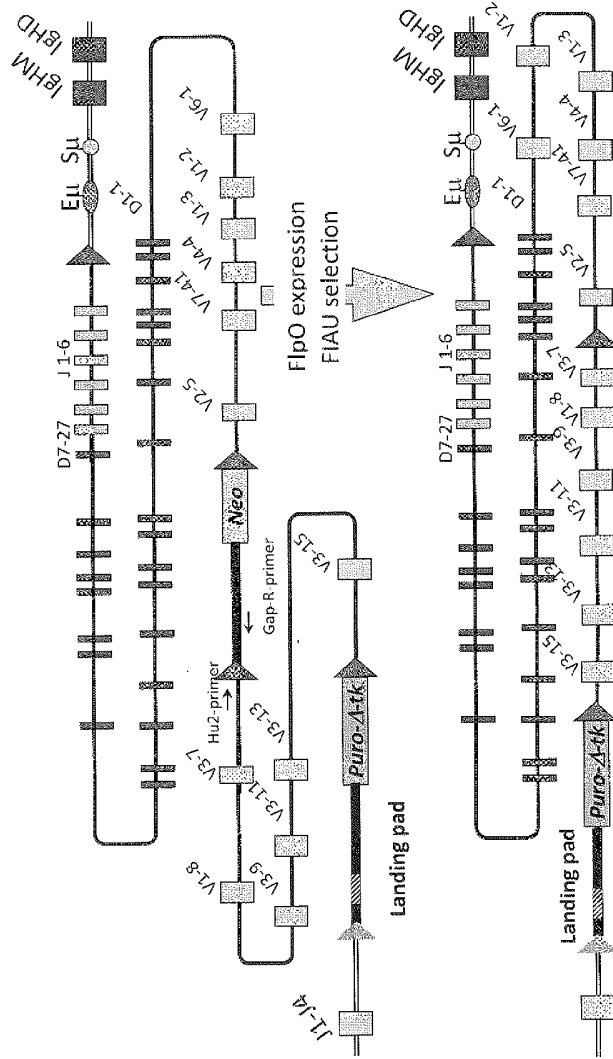 IgHD
IgHM
Sµ
Eµ
J 1-6
D7-27
D1-1
V6-1
V1-2
V1-3
V4-4
V7-41
V2-5
Neo
Gap-R-primer
Hu2-primer
V3-7
V1-8
V3-9
V3-11
V3-13
V3-15
Puro-Δ-tk
Landing pad
J1-J4
FlpO expression
FIAU selection
IgHD
IgHM
Sµ
Eµ
J 1-6
D7-27
D1-1
V6-1
V1-2
V1-3
V4-4
V7-41
V2-5
V3-7
V1-8
V3-9
V3-11
V3-13
V3-15
Puro-Δ-tk
Landing pad